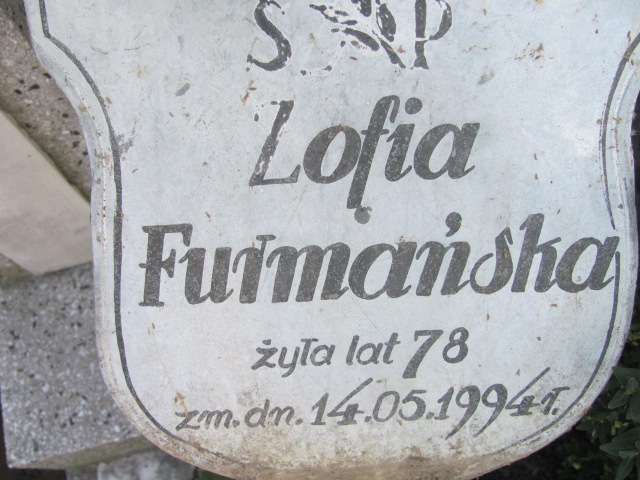 S P
Zofia
Furmańska
żyła lat 78
zm. dn. 14.05.1994 r.